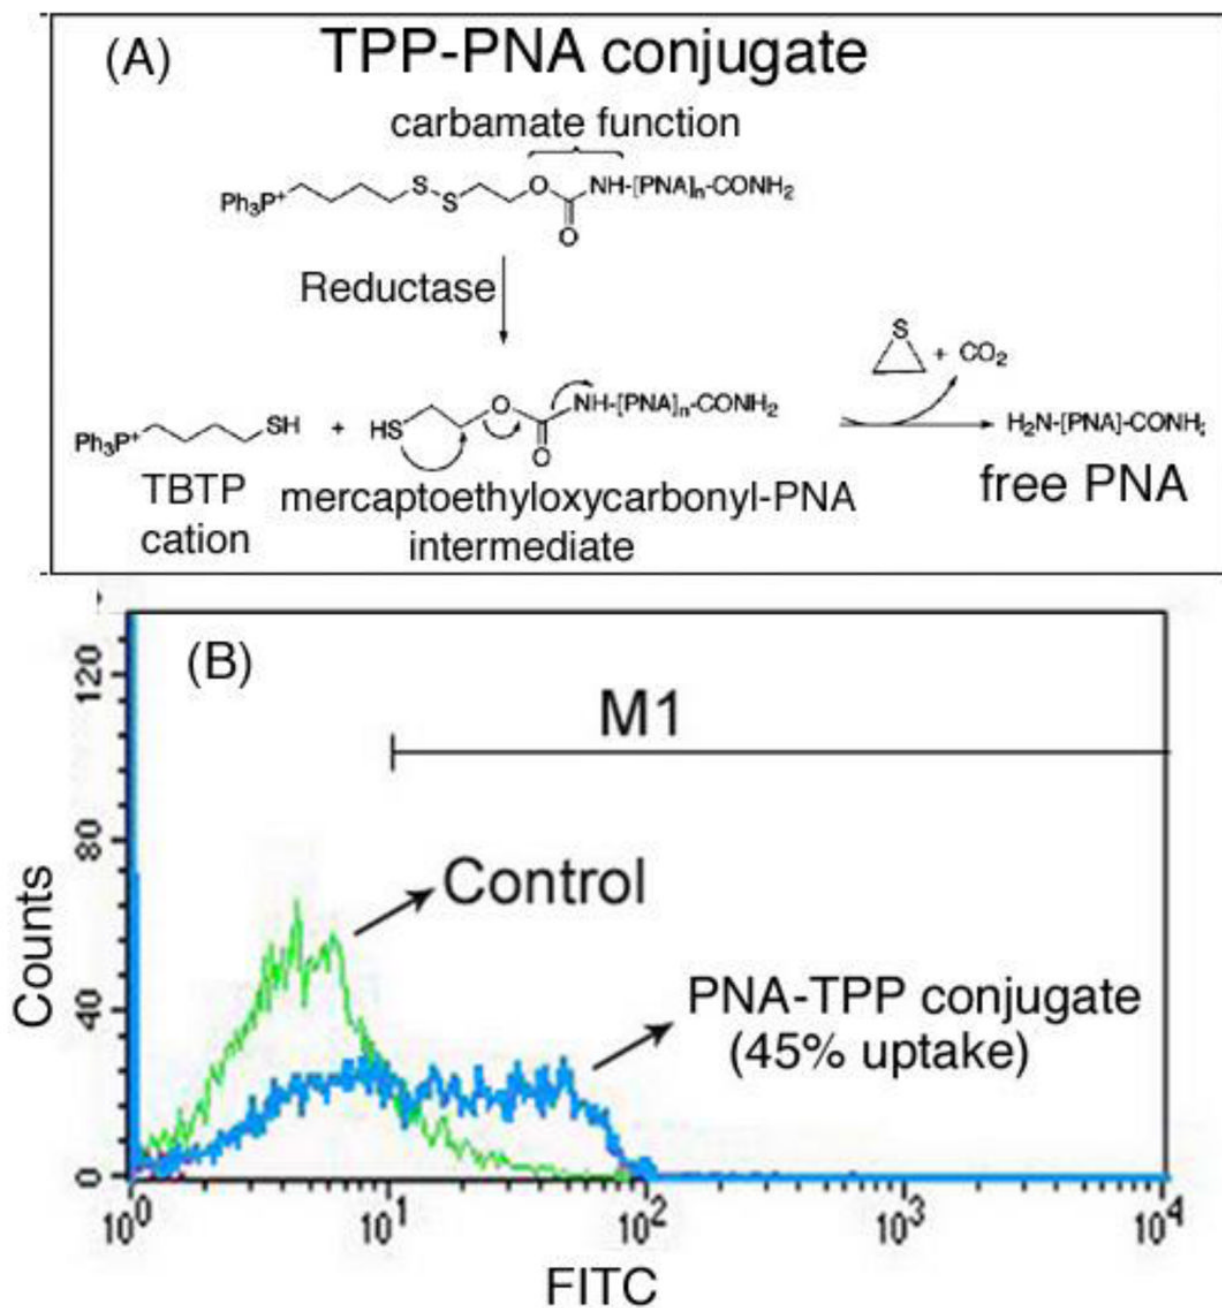 (A)
TPP-PNA conjugate
carbamate function
Ph3P+ S S O O NH-[PNA]n-CONH2
Reductase
S
+ CO2
Ph3P+ SH + HS O O NH-[PNA]n-CONH2 H2N-[PNA]-CONH
TBTP
cation
mercaptoethyloxycarbonyl-PNA
intermediate
free PNA
(B)
M1
Control
PNA-TPP conjugate
(45% uptake)
Counts
120
80
40
0
10^0 10^1 10^2 10^3 10^4
FITC